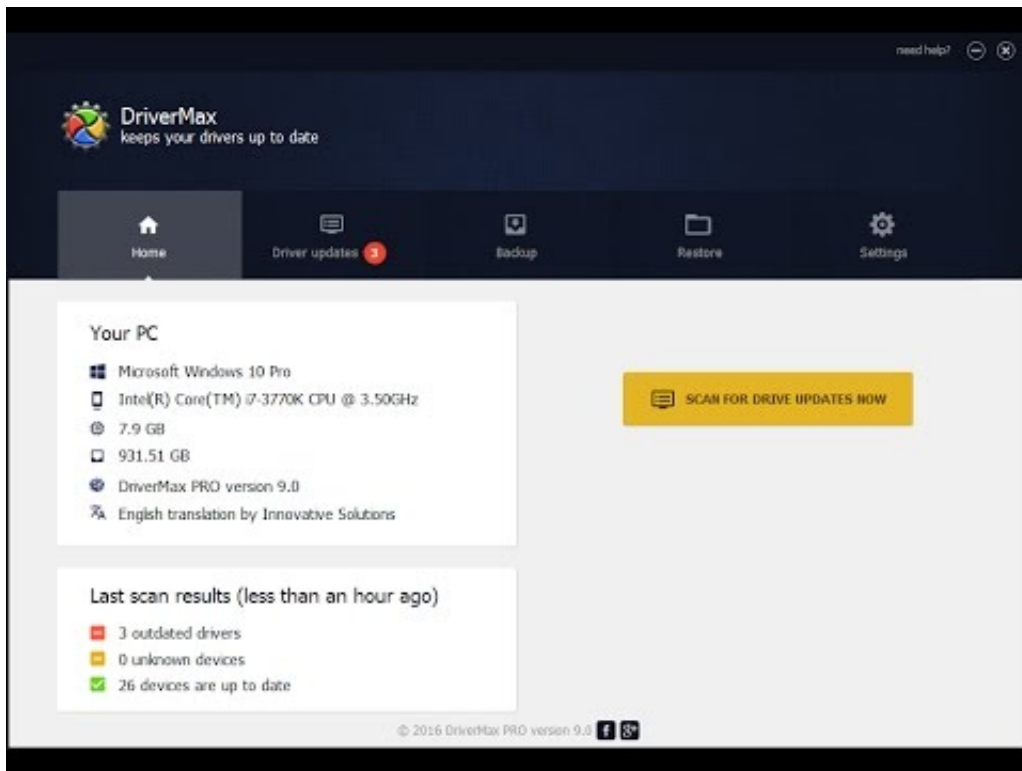 need help?
DriverMax
keeps your drivers up to date
Home
Driver updates 3
Backup
Restore
Settings
Your PC
Microsoft Windows 10 Pro
Intel(R) Core(TM) i7-3770K CPU @ 3.50GHz
7.9 GB
931.51 GB
DriverMax PRO version 9.0
English translation by Innovative Solutions
SCAN FOR DRIVE UPDATES NOW
Last scan results (less than an hour ago)
3 outdated drivers
0 unknown devices
26 devices are up to date
© 2016 DriverMax PRO version 9.0 f g+